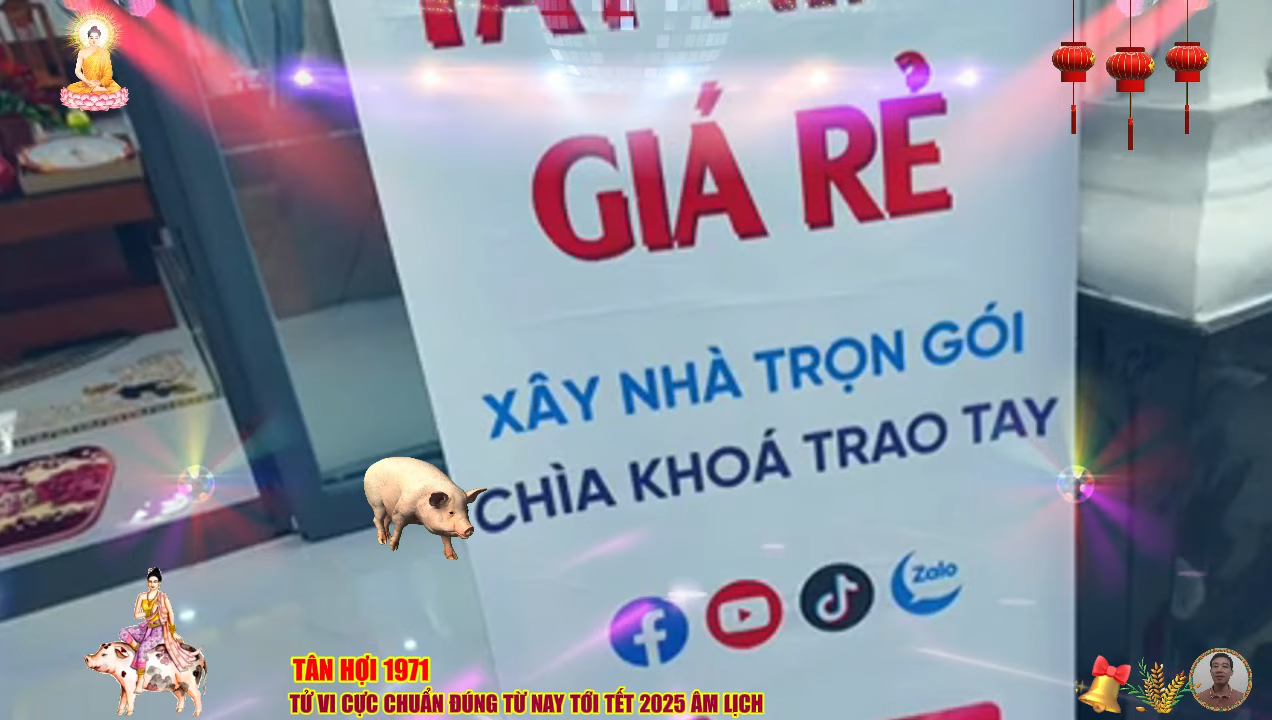 GIÁ RẺ
XÂY NHÀ TRỌN GÓI
CHÌA KHOÁ TRAO TAY
Zalo
TÂN HỢI 1971
TỬ VI CỰC CHUẨN ĐÚNG TỪ NAY TỚI TẾT 2025 ÂM LỊCH